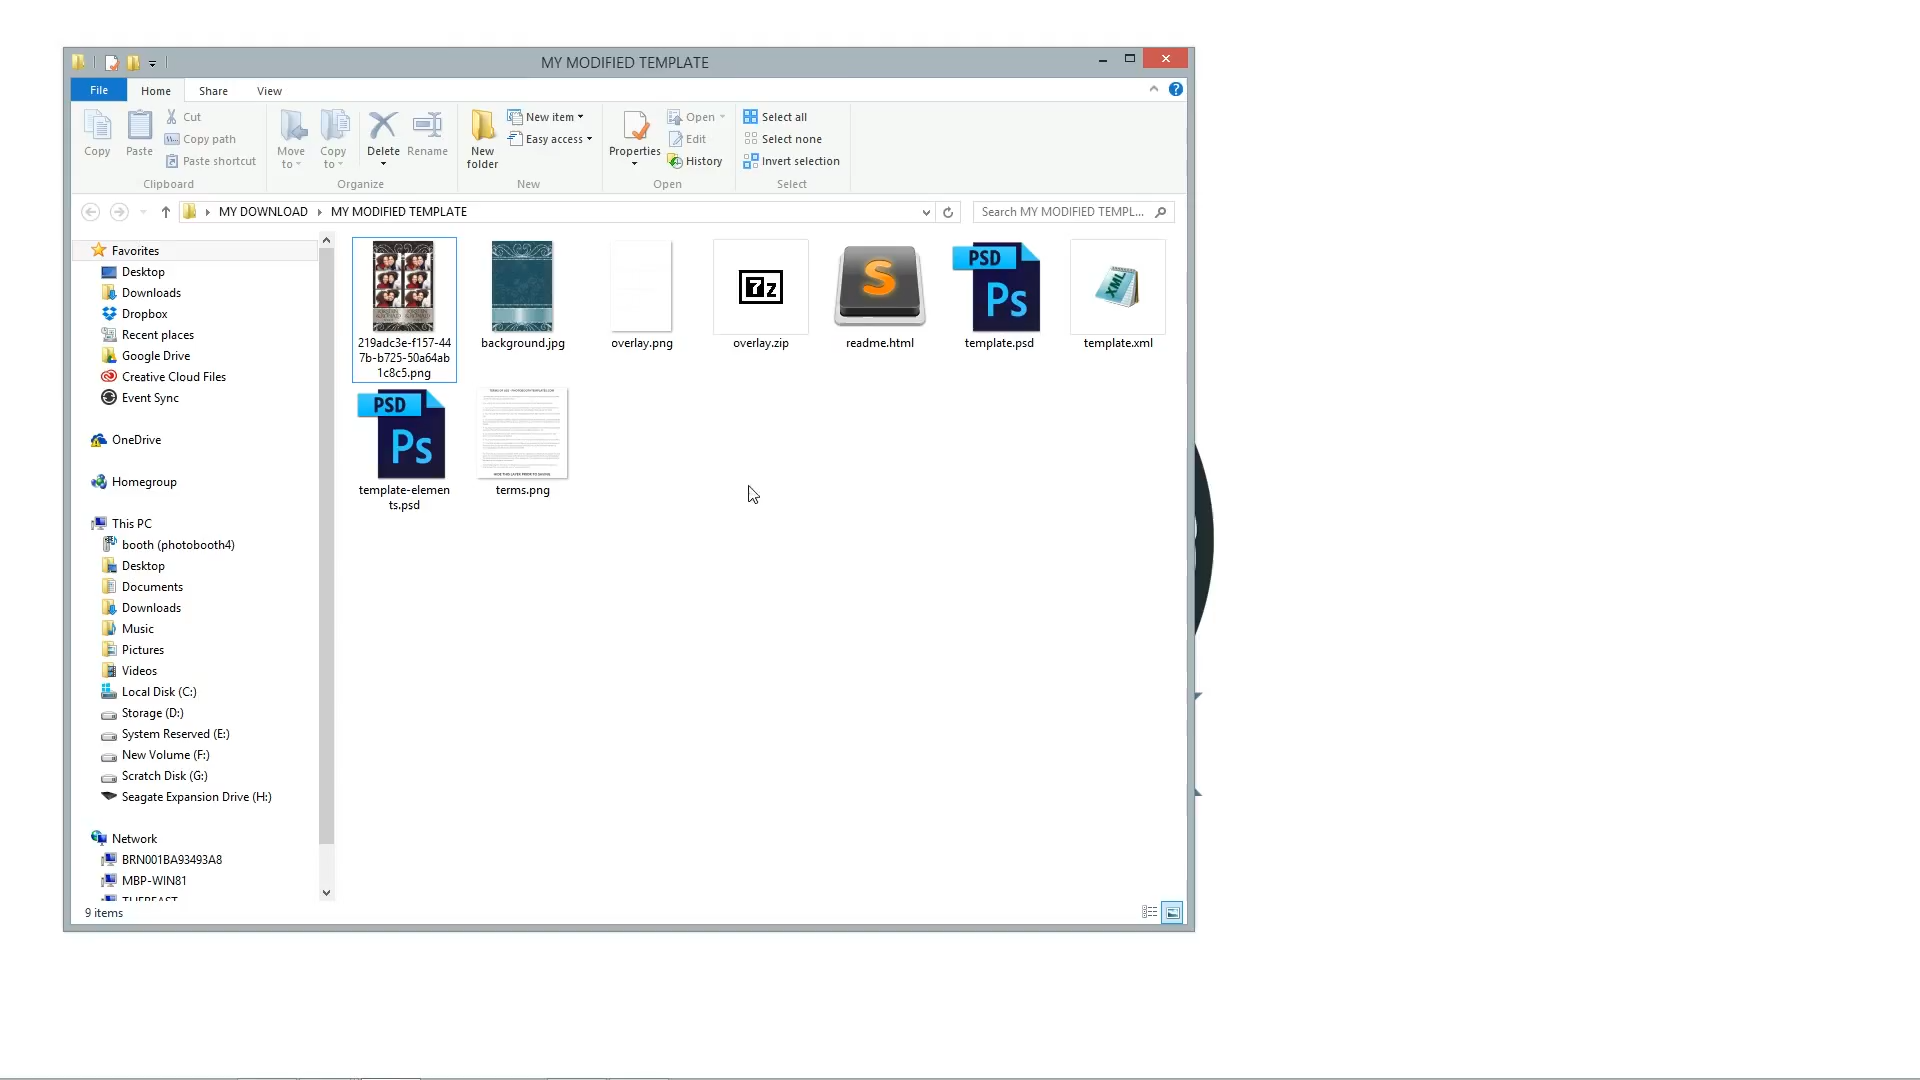 MY MODIFIED TEMPLATE
File Home Share View
Copy
Paste
Cut
Copy path
Paste shortcut
Clipboard
Move to
Copy to
Delete
Rename
Organize
New folder
New item
Easy access
New
Properties
Open
Edit
History
Open
Select all
Select none
Invert selection
Select
MY DOWNLOAD MY MODIFIED TEMPLATE
Search MY MODIFIED TEMPL...
Favorites
Desktop
Downloads
Dropbox
Recent places
Google Drive
Creative Cloud Files
Event Sync
OneDrive
Homegroup
This PC
booth (photobooth4)
Desktop
Documents
Downloads
Music
Pictures
Videos
Local Disk (C:)
Storage (D:)
System Reserved (E:)
New Volume (F:)
Scratch Disk (G:)
Seagate Expansion Drive (H:)
Network
BRN001BA93493A8
MBP-WIN81
219adc3e-f157-44
7b-b725-50a64ab
1c8c5.png
background.jpg
overlay.png
7z
overlay.zip
S
readme.html
PSD
Ps
template.psd
XML
template.xml
PSD
Ps
template-elemen
ts.psd
terms.png
9 items